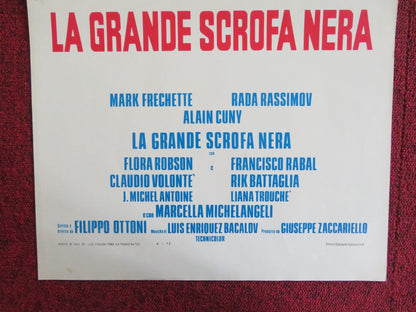 LA GRANDE SCROFA NERA
MARK FRECHETTE RADA RASSIMOV
ALAIN CUNY
LA GRANDE SCROFA NERA
con
FLORA ROBSON e FRANCISCO RABAL
CLAUDIO VOLONTE' RIK BATTAGLIA
J. MICHEL ANTOINE LIANA TROUCHE'
e con MARCELLA MICHELANGELI
Scritto e diretto da FILIPPO OTTONI Musiche di LUIS ENRIQUEZ BACALOV Prodotto da GIUSEPPE ZACCARIELLO
TECHNICOLOR